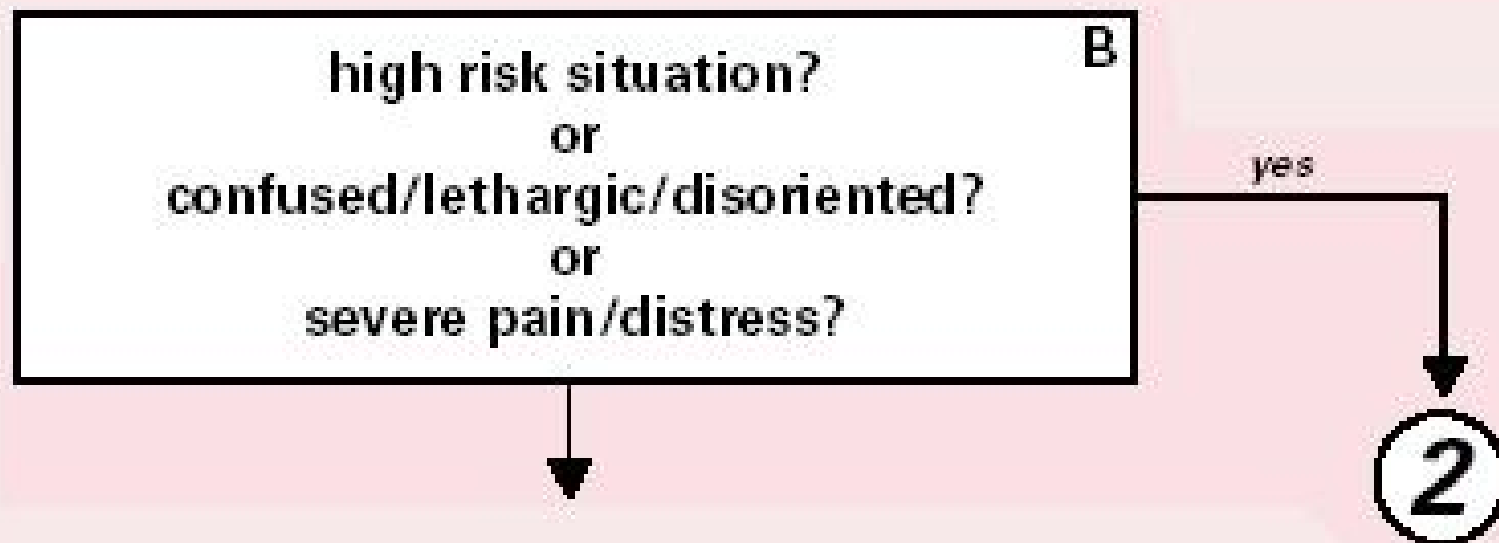 B
high risk situation?
or
confused/lethargic/disoriented?
or
severe pain/distress?
yes
2